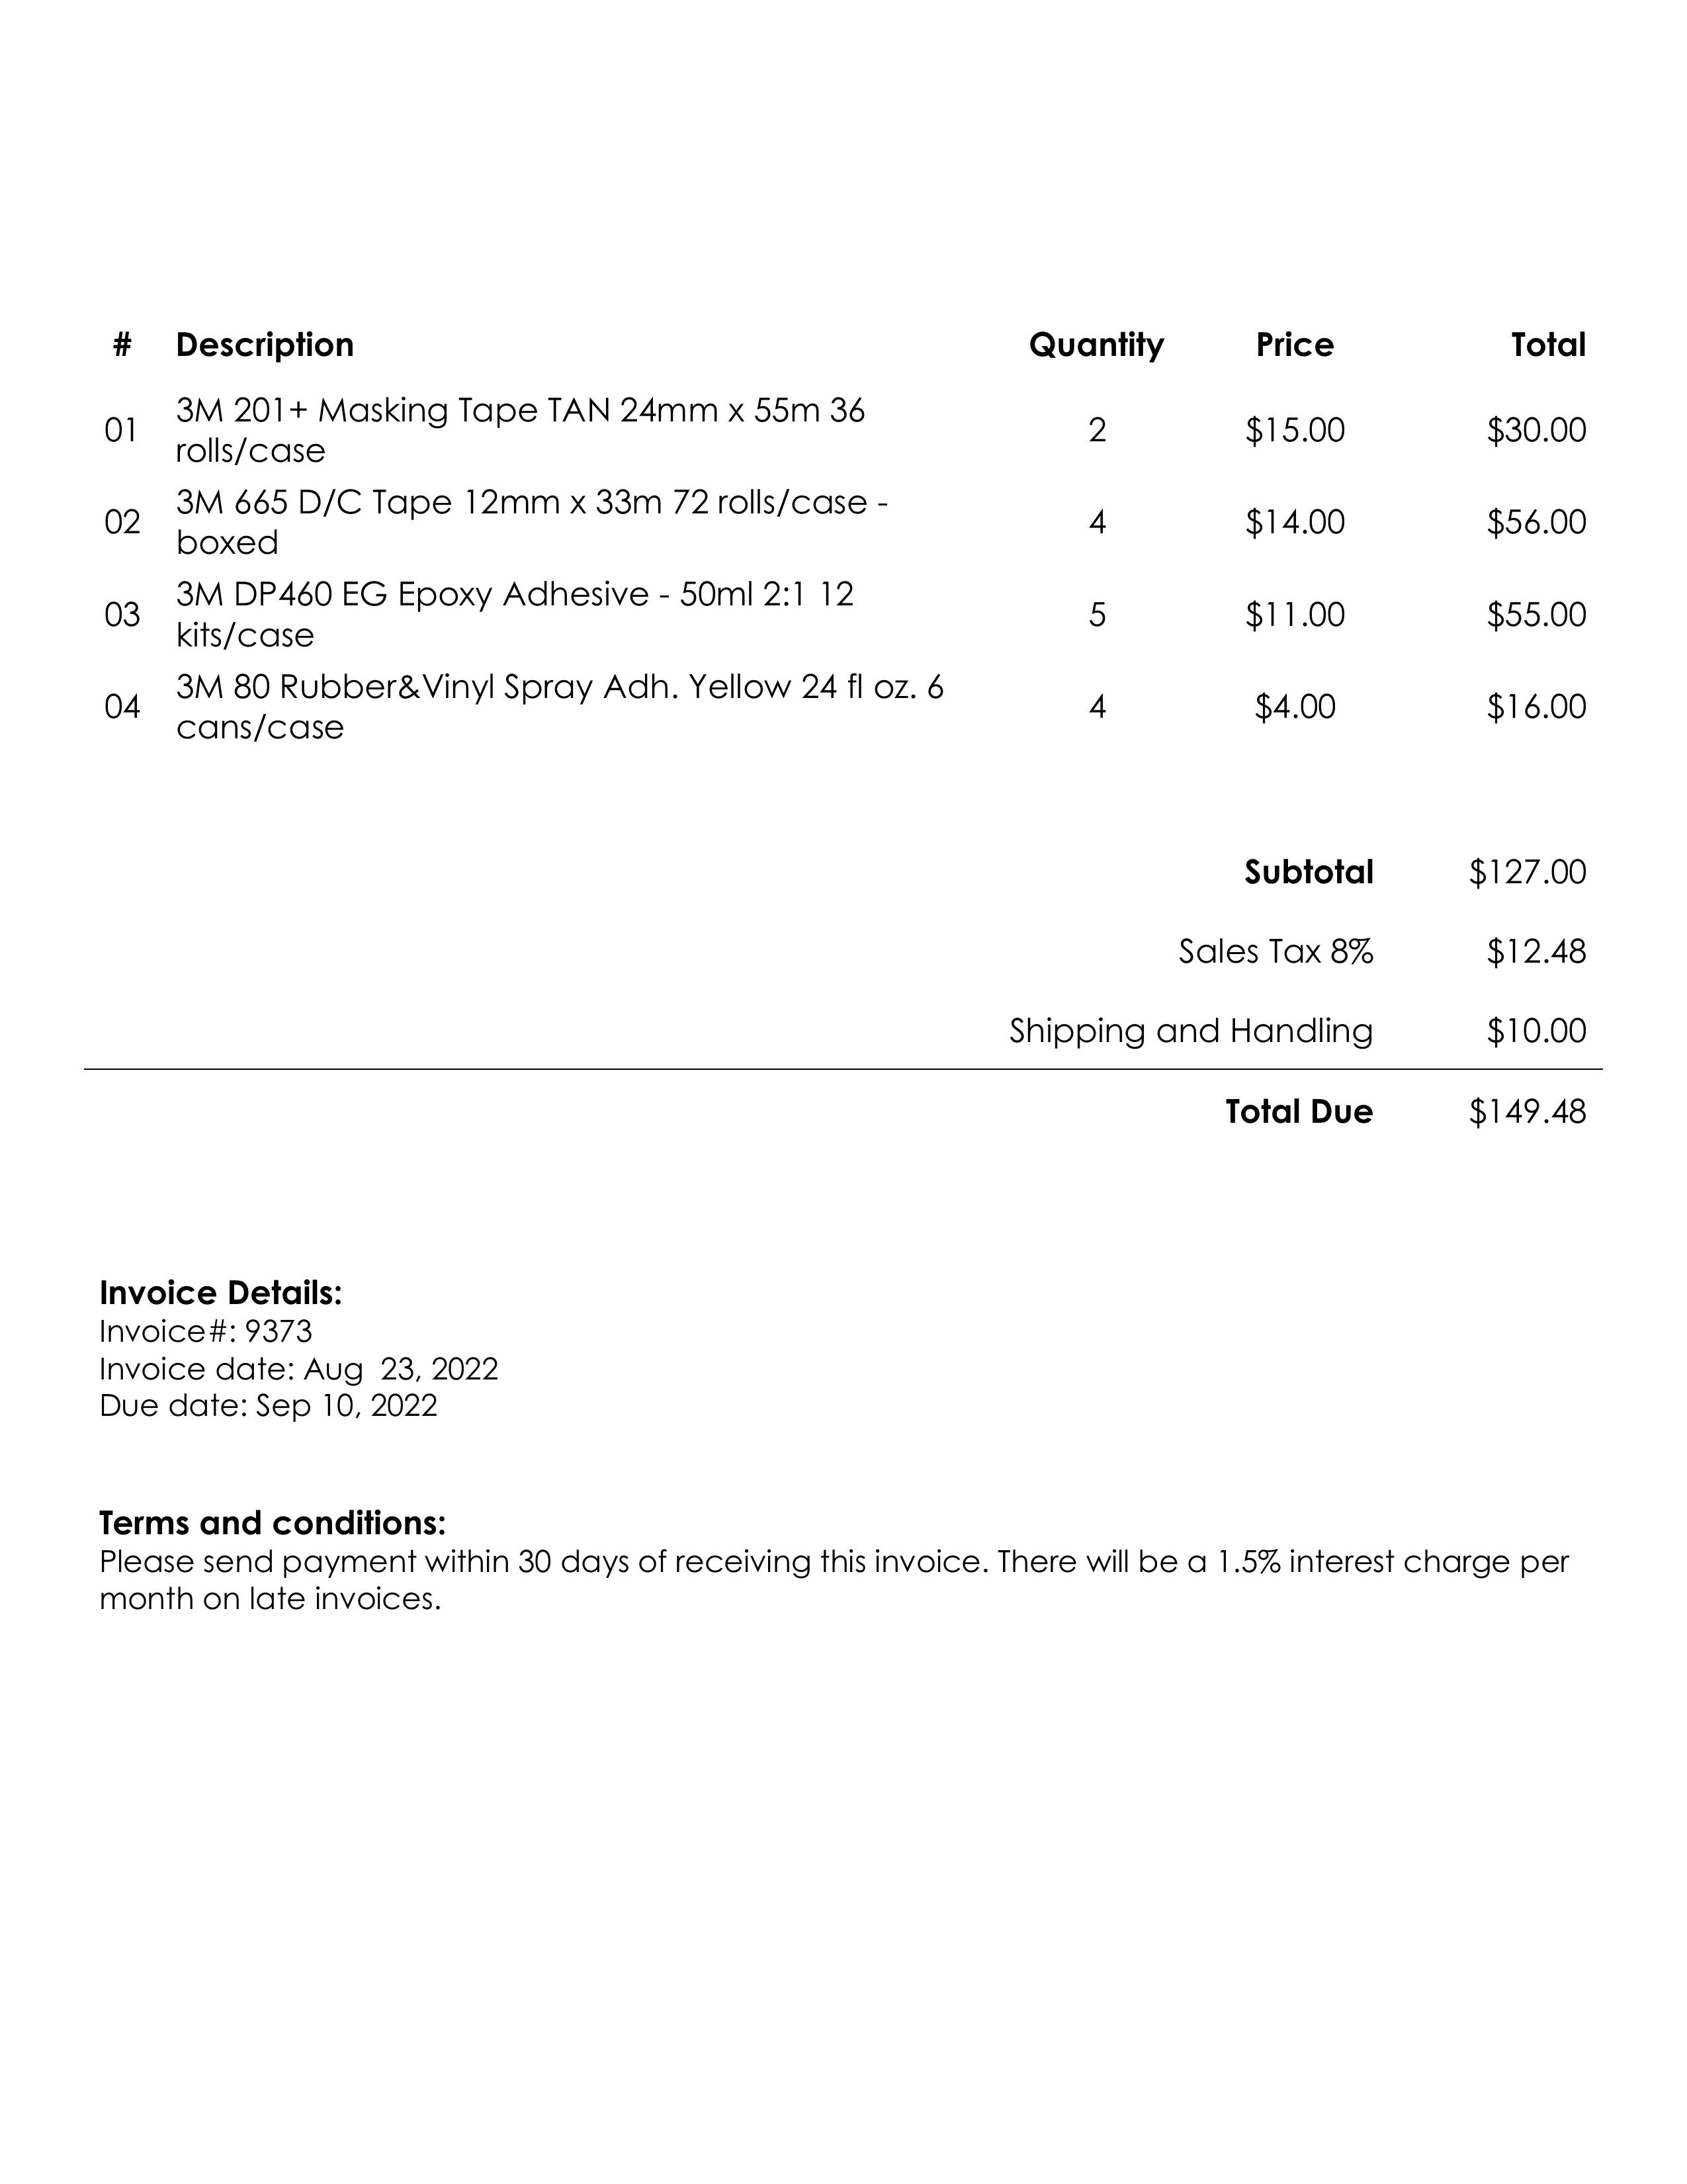 # Description Quantity Price Total
01 3M 201+ Masking Tape TAN 24mm x 55m 36
rolls/case 2 $15.00 $30.00
02 3M 665 D/C Tape 12mm x 33m 72 rolls/case -
boxed 4 $14.00 $56.00
03 3M DP460 EG Epoxy Adhesive - 50ml 2:1 12
kits/case 5 $11.00 $55.00
04 3M 80 Rubber&Vinyl Spray Adh. Yellow 24 fl oz. 6
cans/case 4 $4.00 $16.00
Subtotal $127.00
Sales Tax 8% $12.48
Shipping and Handling $10.00
Total Due $149.48
Invoice Details:
Invoice#: 9373
Invoice date: Aug  23, 2022
Due date: Sep 10, 2022
Terms and conditions:
Please send payment within 30 days of receiving this invoice. There will be a 1.5% interest charge per
month on late invoices.